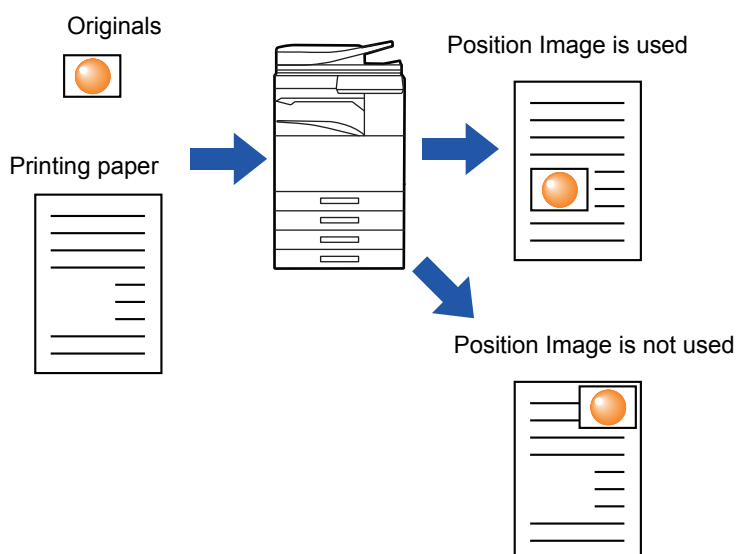 Originals
Position Image is used
Printing paper
Position Image is not used